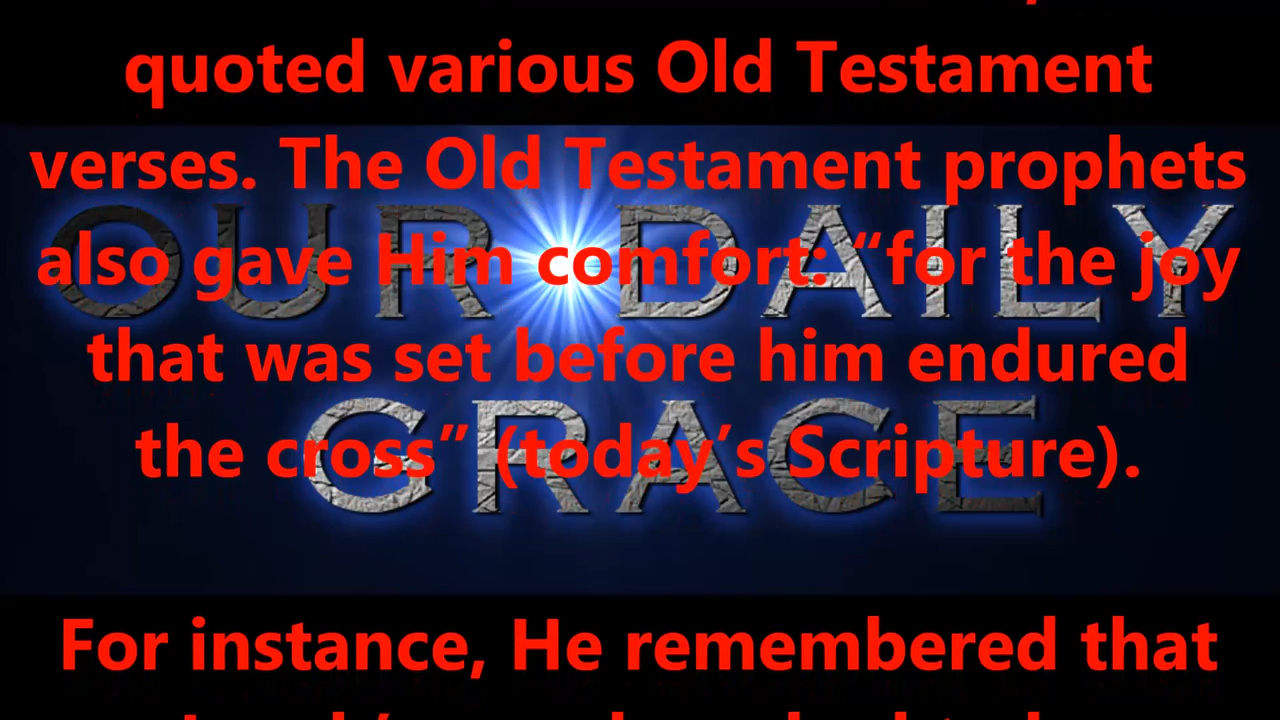 quoted various Old Testament
verses. The Old Testament prophets
also gave Him comfort: “for the joy
that was set before him endured
the cross” (today’s Scripture).
For instance, He remembered that
OUR DAILY
GRACE